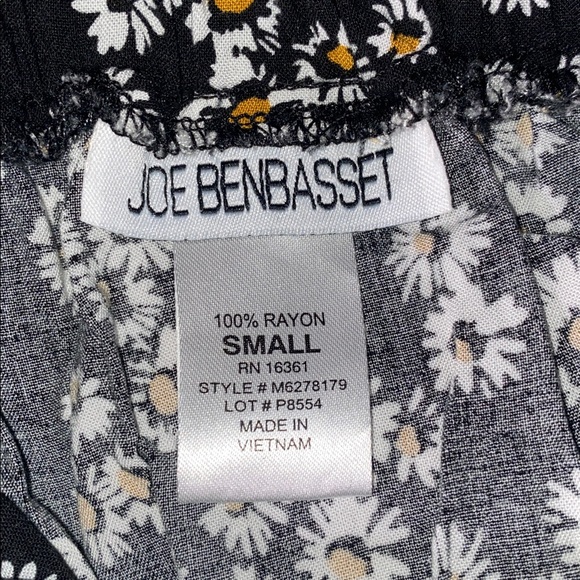 JOE BENBASSET
100% RAYON
SMALL
RN 16361
STYLE # M6278179
LOT # P8554
MADE IN
VIETNAM